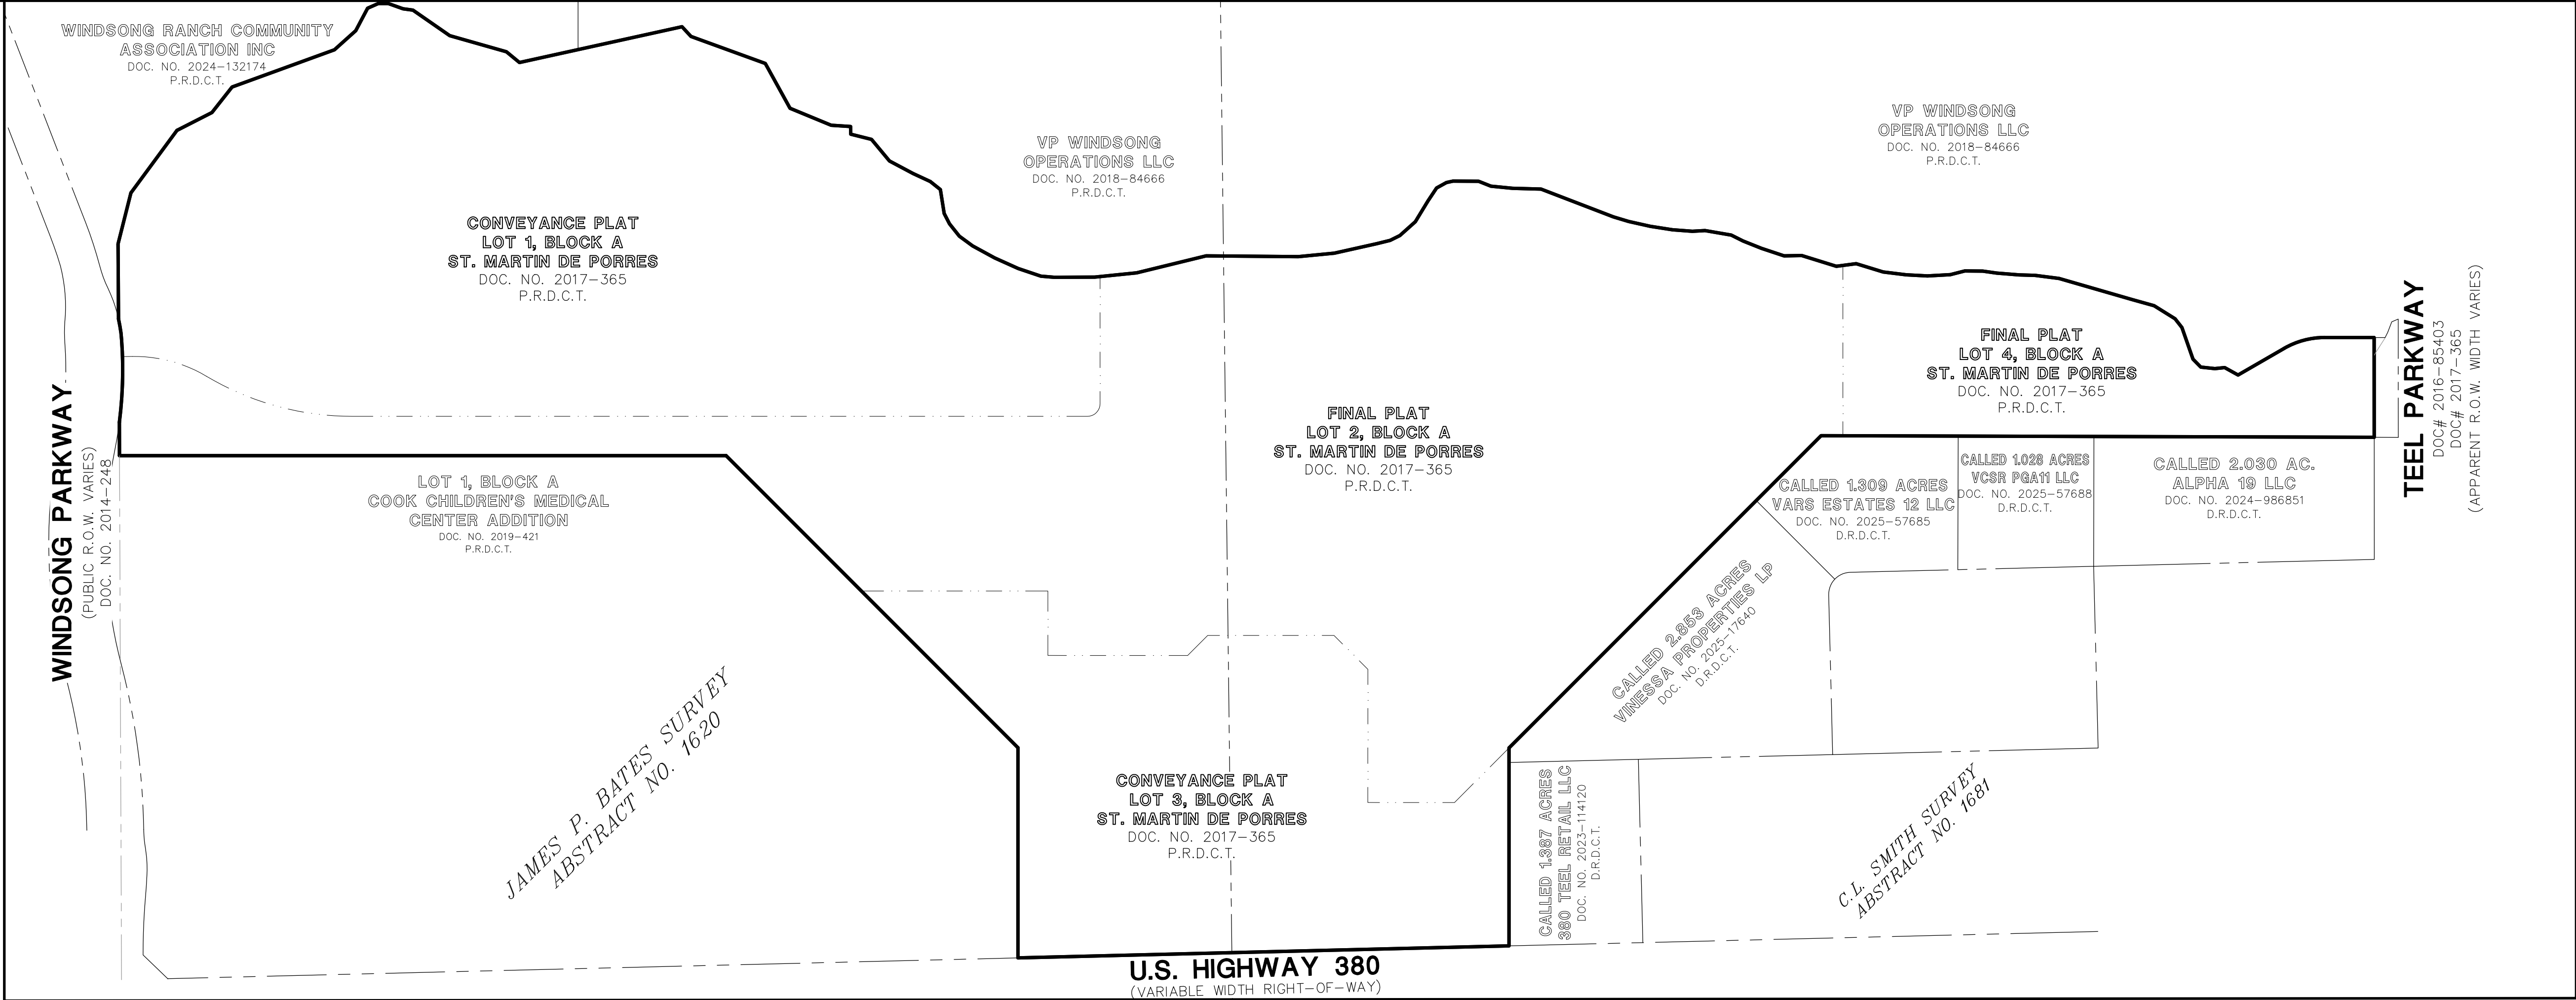 WINDSONG RANCH COMMUNITY
ASSOCIATION INC
DOC. NO. 2024-132174
P.R.D.C.T.
VP WINDSONG
OPERATIONS LLC
DOC. NO. 2018-84666
P.R.D.C.T.
VP WINDSONG
OPERATIONS LLC
DOC. NO. 2018-84666
P.R.D.C.T.
CONVEYANCE PLAT
LOT 1, BLOCK A
ST. MARTIN DE PORRES
DOC. NO. 2017-365
P.R.D.C.T.
FINAL PLAT
LOT 4, BLOCK A
ST. MARTIN DE PORRES
DOC. NO. 2017-365
P.R.D.C.T.
TEEL PARKWAY
DOC# 2016-85403
DOC# 2017-365
(APPARENT R.O.W. WIDTH VARIES)
FINAL PLAT
LOT 2, BLOCK A
ST. MARTIN DE PORRES
DOC. NO. 2017-365
P.R.D.C.T.
WINDSONG PARKWAY
(PUBLIC R.O.W. VARIES)
DOC. NO. 2014-248
LOT 1, BLOCK A
COOK CHILDREN'S MEDICAL
CENTER ADDITION
DOC. NO. 2019-421
P.R.D.C.T.
CALLED 1.309 ACRES
VARS ESTATES 12 LLC
DOC. NO. 2025-57685
D.R.D.C.T.
CALLED 1.028 ACRES
VCSR PGA11 LLC
DOC. NO. 2025-57688
D.R.D.C.T.
CALLED 2.030 AC.
ALPHA 19 LLC
DOC. NO. 2024-986851
D.R.D.C.T.
CALLED 2.853 ACRES
VINESSA PROPERTIES LP
DOC. NO. 2025-17640
D.R.D.C.T.
JAMES P. BATES SURVEY
ABSTRACT NO. 1620
CONVEYANCE PLAT
LOT 3, BLOCK A
ST. MARTIN DE PORRES
DOC. NO. 2017-365
P.R.D.C.T.
CALLED 1.387 ACRES
380 TEEL RETAIL LLC
DOC. NO. 2023-114120
D.R.D.C.T.
C.L. SMITH SURVEY
ABSTRACT NO. 1681
U.S. HIGHWAY 380
(VARIABLE WIDTH RIGHT-OF-WAY)